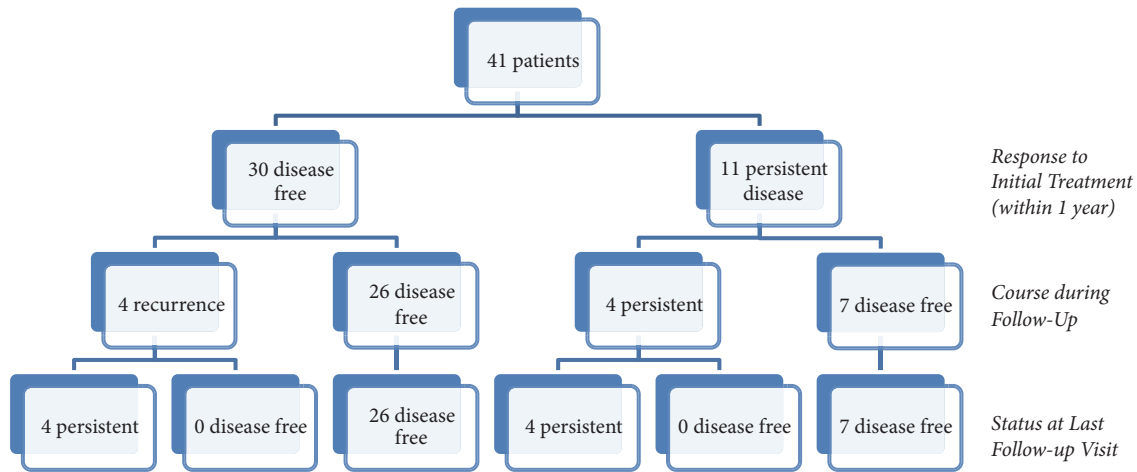 41 patients
30 disease
free
11 persistent
disease
Response to
Initial Treatment
(within 1 year)
4 recurrence
26 disease
free
4 persistent
7 disease free
Course during
Follow-Up
4 persistent
0 disease free
26 disease
free
4 persistent
0 disease free
7 disease free
Status at Last
Follow-up Visit